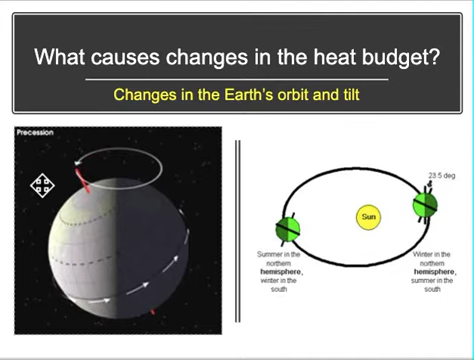 What causes changes in the heat budget?
Changes in the Earth's orbit and tilt
Precession
23.5 deg
Sun
Summer in the
northern
hemisphere,
winter in the
south
Winter in the
northern
hemisphere,
summer in the
south